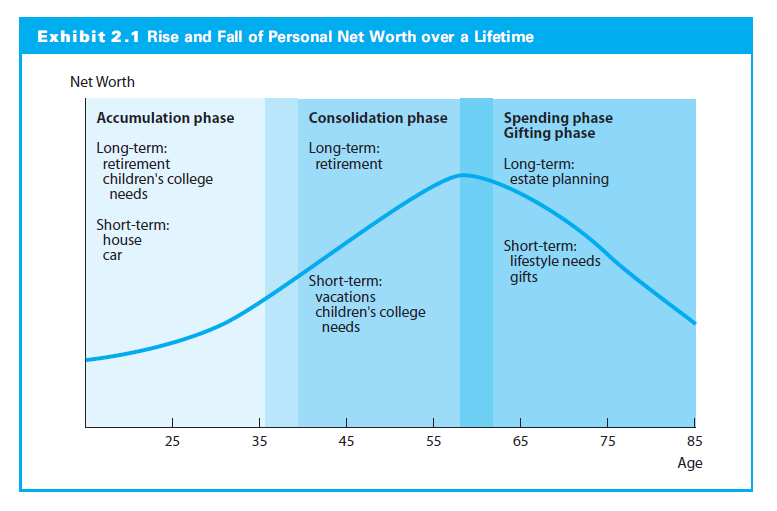 Exhibit 2.1 Rise and Fall of Personal Net Worth over a Lifetime
Net Worth
Accumulation phase
Long-term:
retirement
children's college
needs
Short-term:
house
car
Consolidation phase
Long-term:
retirement
Short-term:
vacations
children's college
needs
Spending phase
Gifting phase
Long-term:
estate planning
Short-term:
lifestyle needs
gifts
25 35 45 55 65 75 85
Age